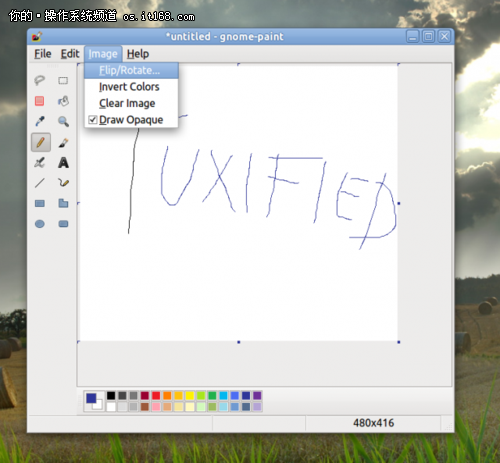 你的·操作系统频道 os.it168.com
*untitled - gnome-paint
File Edit Image Help
Flip/Rotate...
Invert Colors
Clear Image
Draw Opaque
TUXIFIED
A
480x416